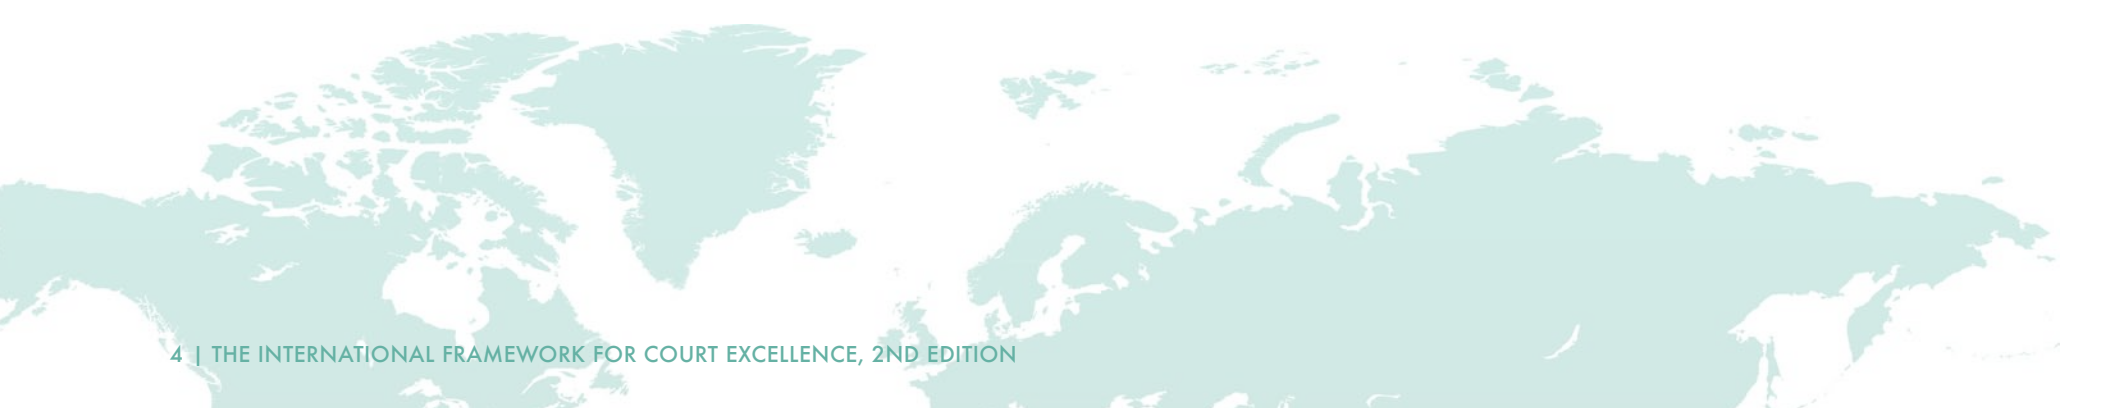 4 | THE INTERNATIONAL FRAMEWORK FOR COURT EXCELLENCE, 2ND EDITION